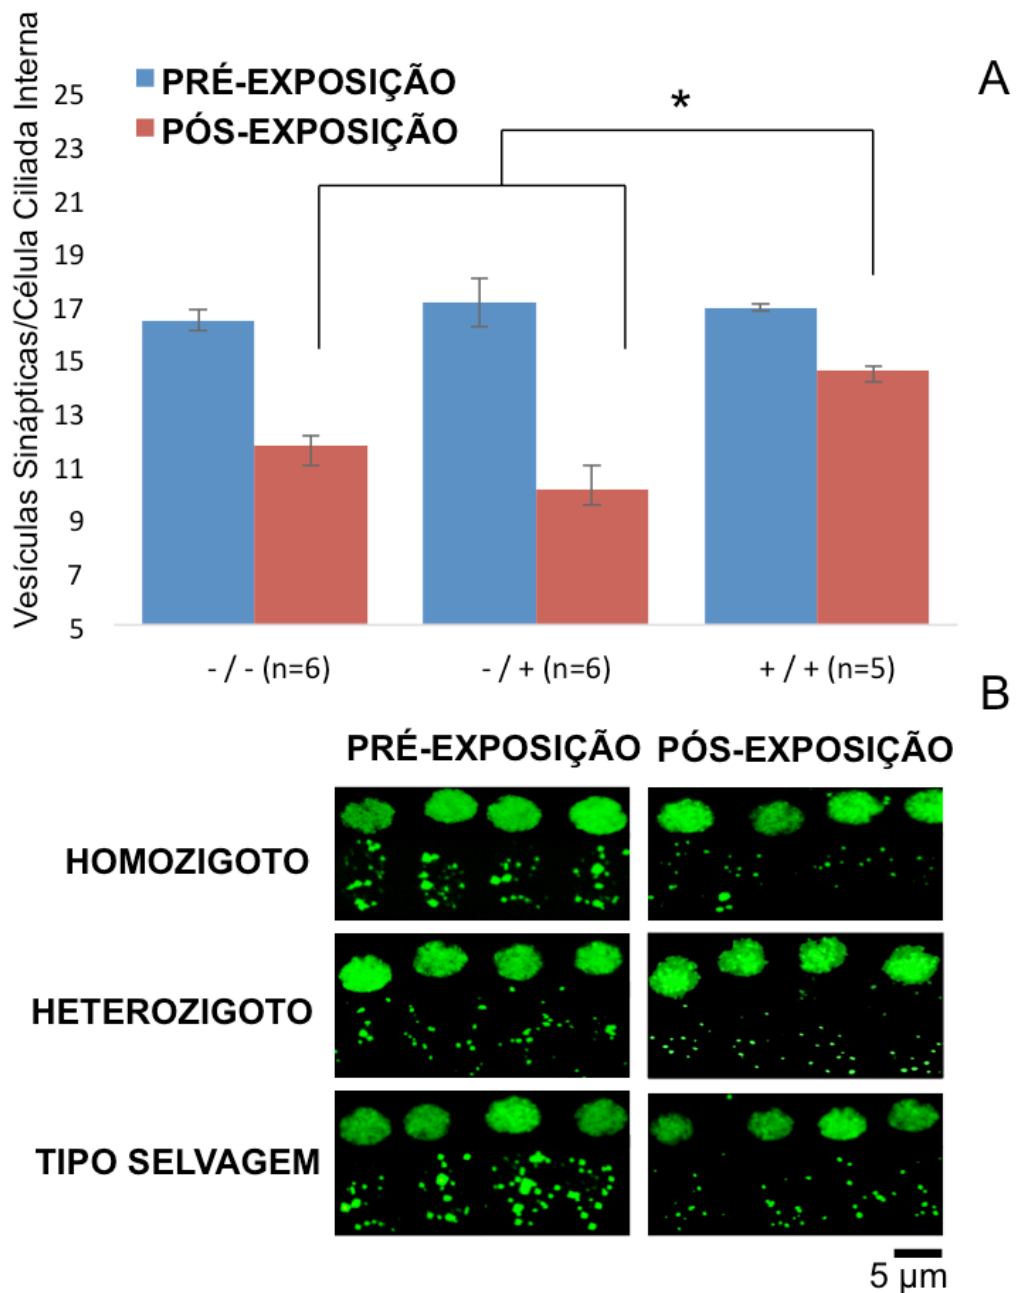 A
PRÉ-EXPOSIÇÃO
PÓS-EXPOSIÇÃO
*
Vesículas Sinápticas/Célula Ciliada Interna
25
23
21
19
17
15
13
11
9
7
5
- / - (n=6)
- / + (n=6)
+ / + (n=5)
B
PRÉ-EXPOSIÇÃO PÓS-EXPOSIÇÃO
HOMOZIGOTO
HETEROZIGOTO
TIPO SELVAGEM
5 µm